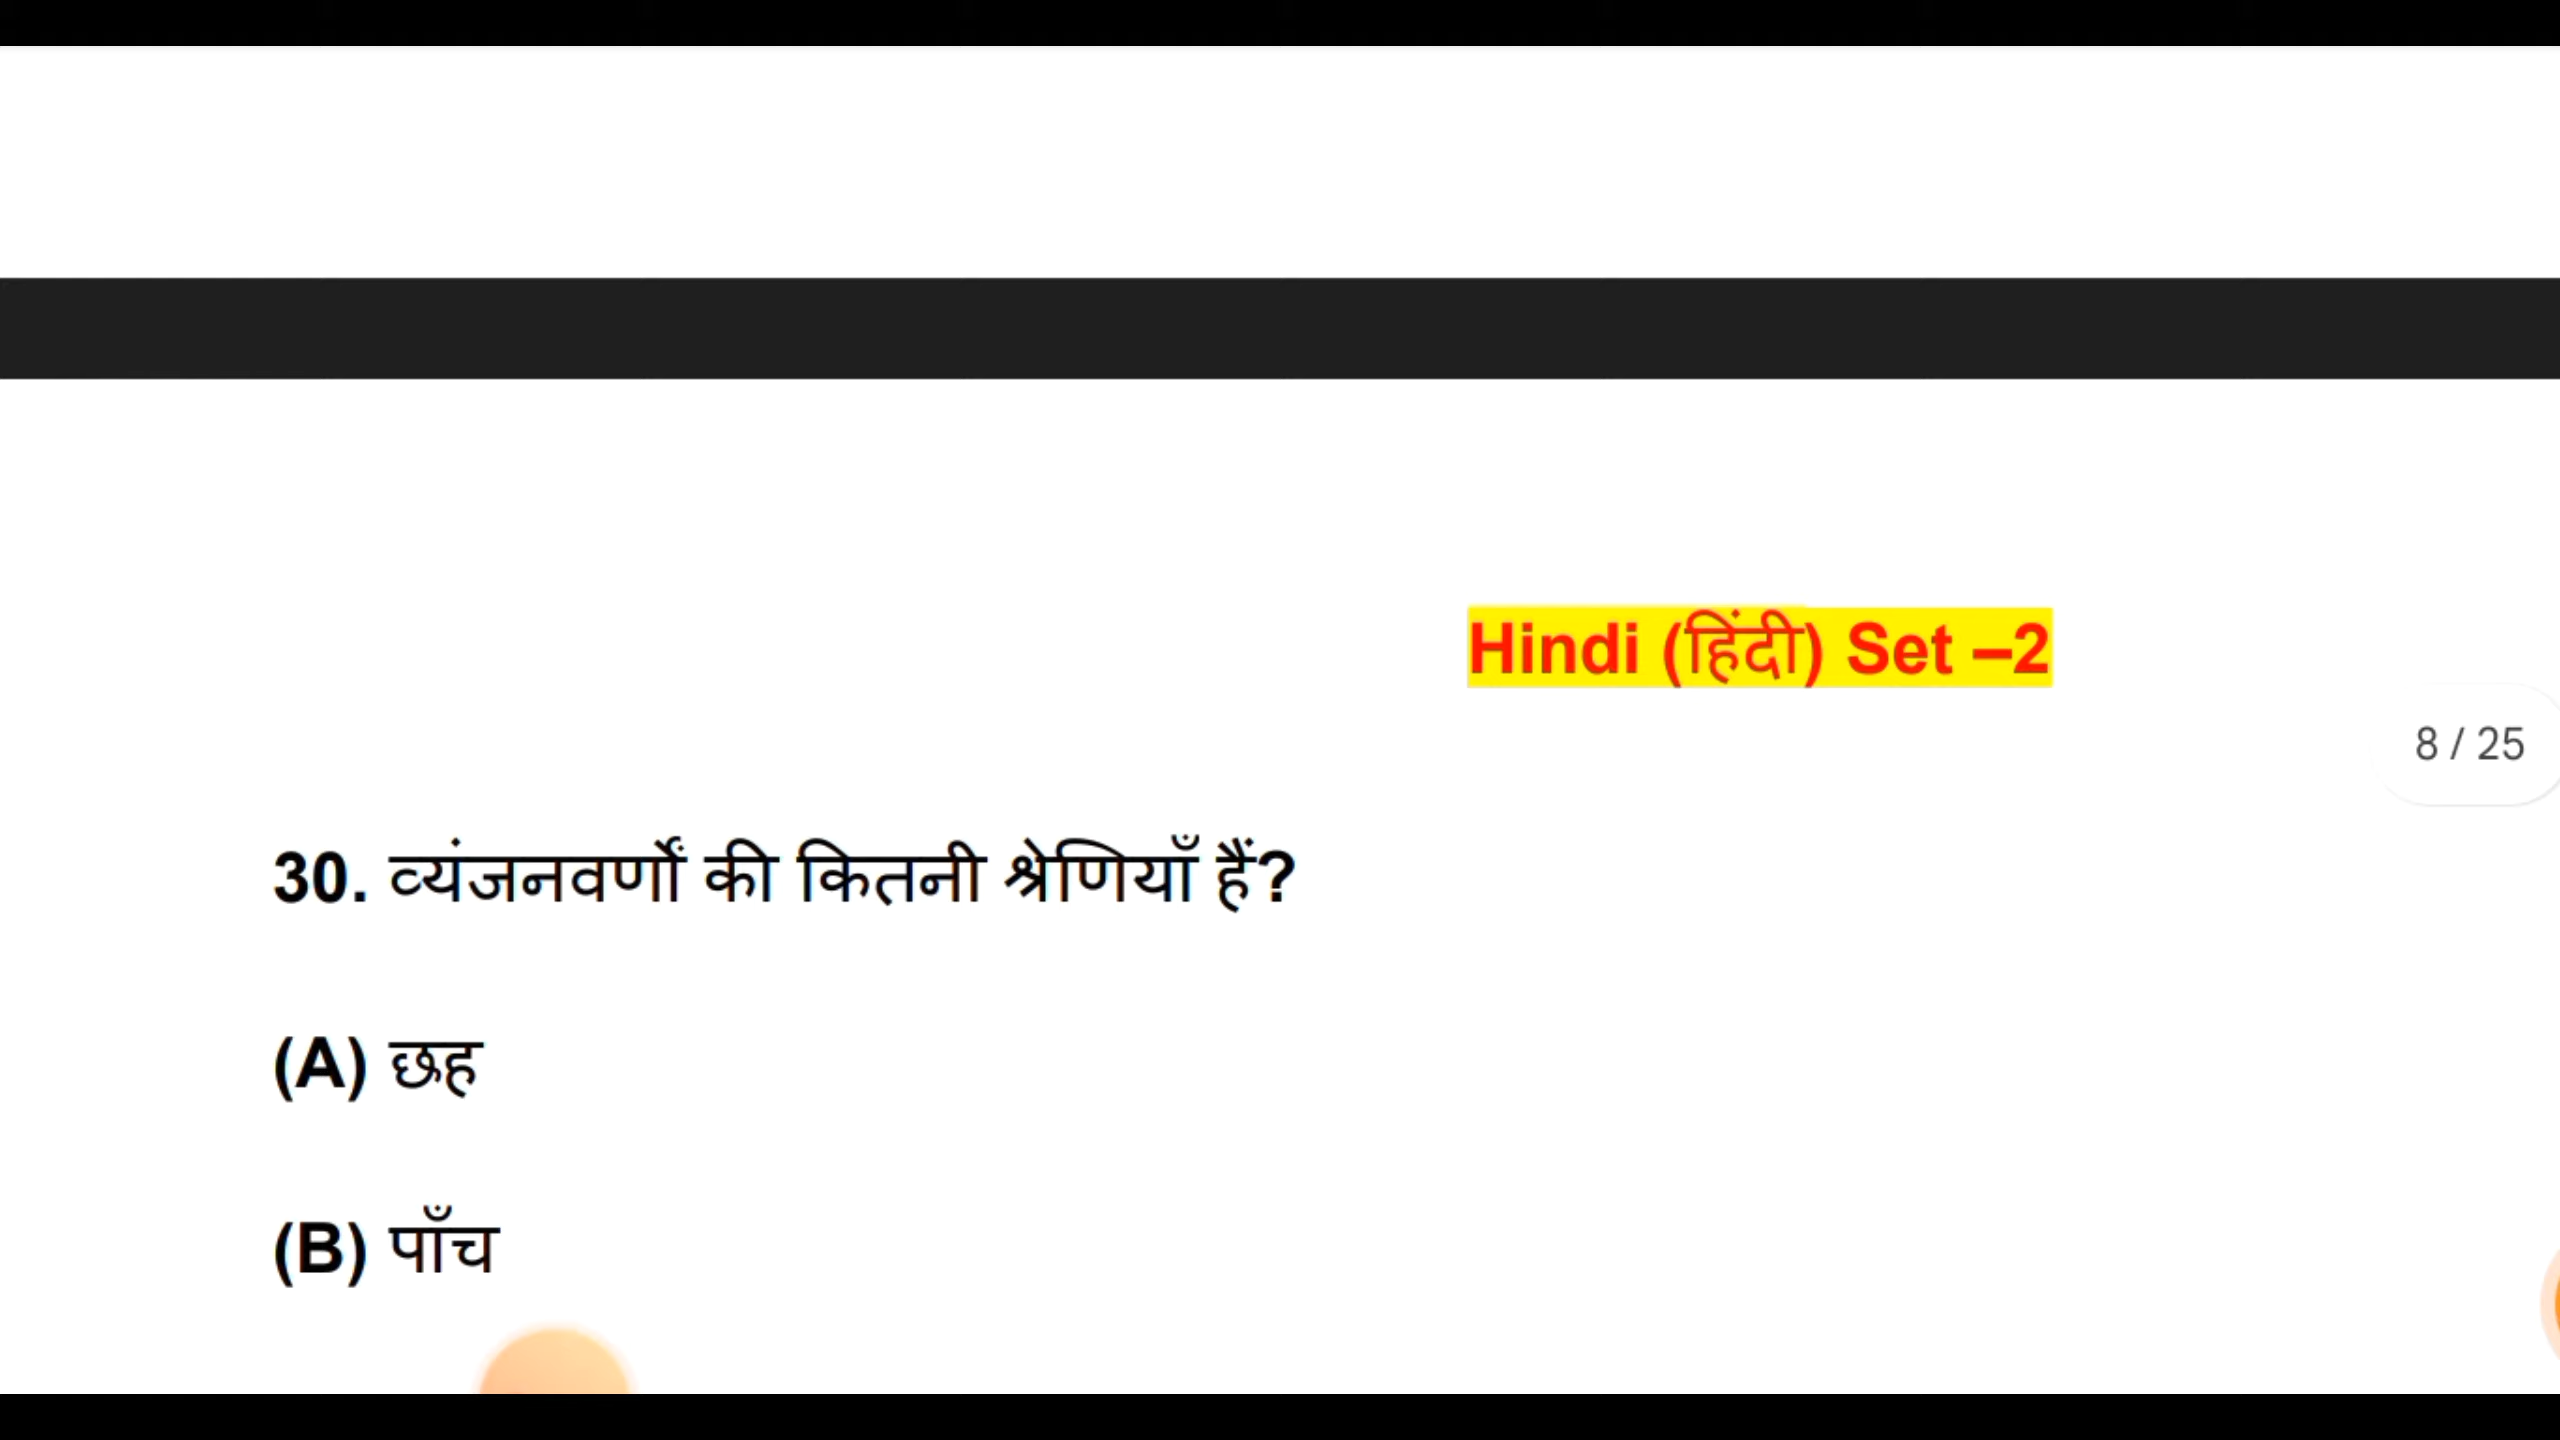 Hindi (हिंदी) Set –2
8 / 25
30. व्यंजनवर्णों की कितनी श्रेणियाँ हैं?
(A) छह
(B) पाँच